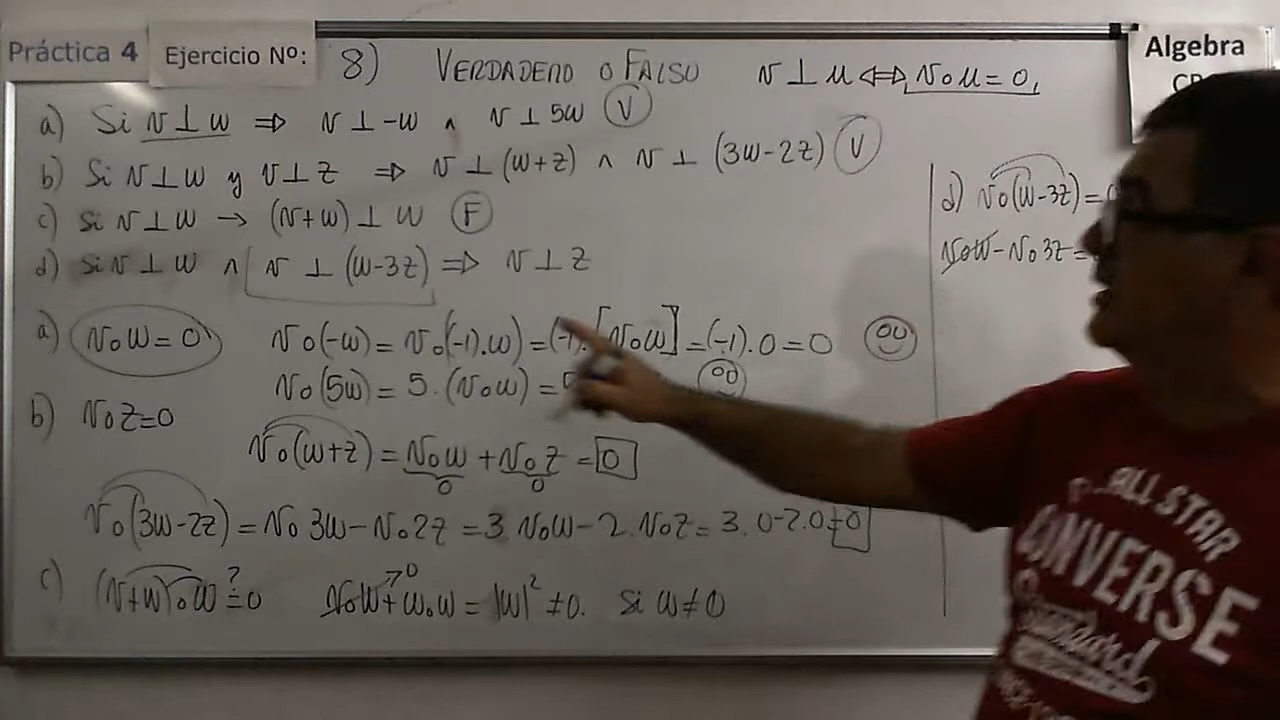 Práctica 4
Ejercicio Nº:
8) VERDADERO O FALSO v ⊥ u ⇔ v∘u = 0,
Algebra
a) Si v ⊥ w ⇒ v ⊥ -w ∧ v ⊥ 5w (V)
b) Si v ⊥ w y v ⊥ z ⇒ v ⊥ (w+z) ∧ v ⊥ (3w-2z) (V)
c) Si v ⊥ w → (v+w) ⊥ w (F)
d) Si v ⊥ w ∧ v ⊥ (w-3z) ⇒ v ⊥ z
a) v∘w = 0 v∘(-w) = v∘(-1).w) = (-1).[v∘w] = (-1).0 = 0
v∘(5w) = 5.(v∘w) =
b) v∘z=0
v∘(w+z) = v∘w + v∘z = 0
0 0
v∘(3w-2z) = v∘3w - v∘2z = 3.v∘w - 2.v∘z = 3.0-2.0=0
c) (v+w)∘w ?= 0 v∘w + w∘w = |w|² ≠ 0. Si w ≠ 0
d) v∘(w-3z) =
v∘w - v∘3z =
ALL STAR
CONVERSE
Standard